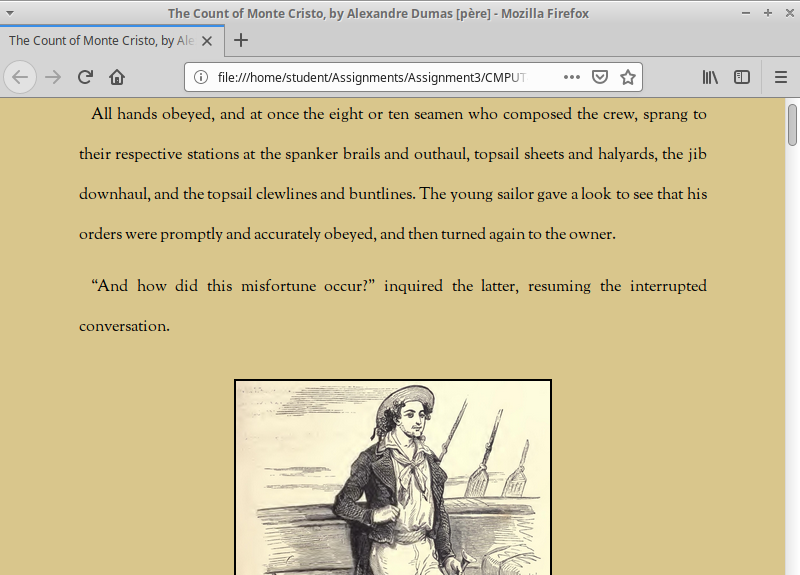 The Count of Monte Cristo, by Alexandre Dumas [père] - Mozilla Firefox
The Count of Monte Cristo, by Ale
file:///home/student/Assignments/Assignment3/CMPUT
All hands obeyed, and at once the eight or ten seamen who composed the crew, sprang to
their respective stations at the spanker brails and outhaul, topsail sheets and halyards, the jib
downhaul, and the topsail clewlines and buntlines. The young sailor gave a look to see that his
orders were promptly and accurately obeyed, and then turned again to the owner.
“And how did this misfortune occur?” inquired the latter, resuming the interrupted
conversation.